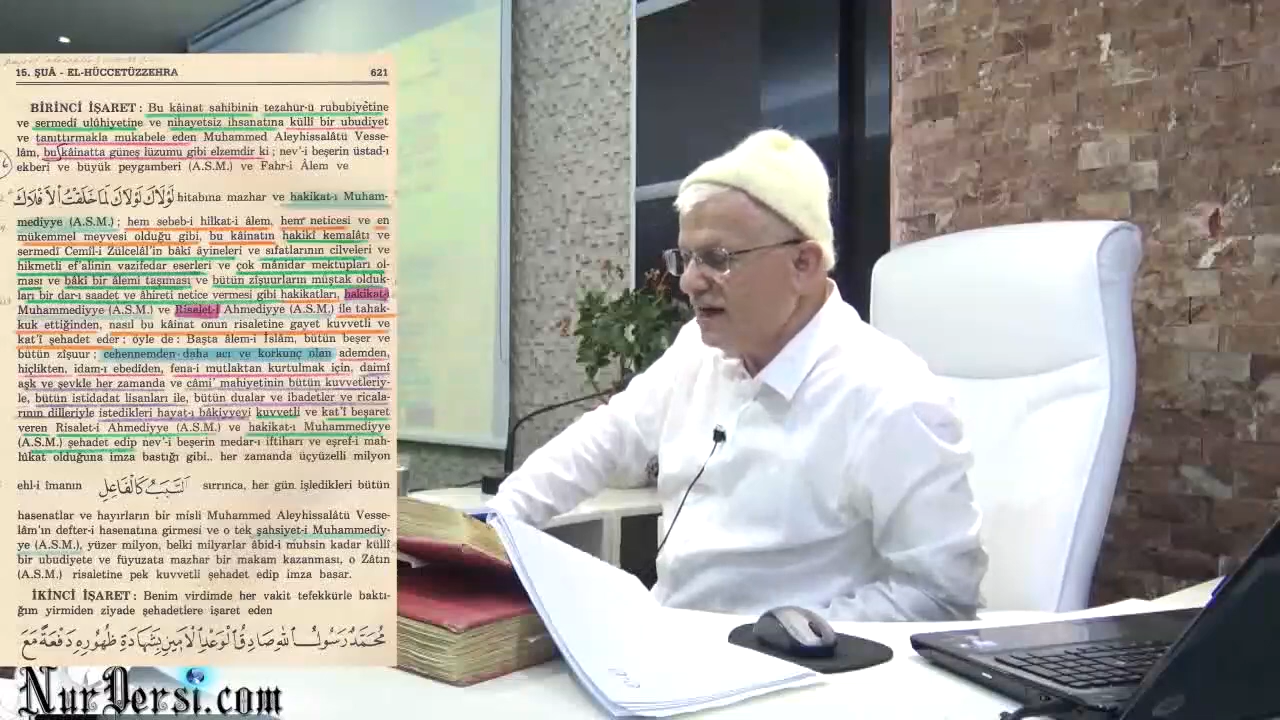 15. ŞUÂ - EL-HÜCCETÜZZEHRA 621
BİRİNCİ İŞARET : Bu kâinat sahibinin tezahür-ü rububiyêtine
ve sermedî ulûhiyetine ve nihayetsiz ihsanatına küllî bir ubudiyet
ve tanıttırmakla mukabele eden Muhammed Aleyhissalâtü Vesse-
lâm, bu kâinatta güneş lüzumu gibi elzemdir ki ; nev'-i beşerin üstad-ı
ekberi ve büyük peygamberi (A.S.M.) ve Fahr-i Âlem ve
لَوْلَاكَ لَوْلَاكَ لَمَا خَلَقْتُ الْاَفْلَاكَ hitabına mazhar ve hakikat-ı Muham-
mediyye (A.S.M.) ; hem sebeb-i hilkat-i âlem, hem neticesi ve en
mükemmel meyvesi olduğu gibi, bu kâinatın hakikî kemalâtı ve
sermedî Cemîl-i Zülcelâl'in bâki âyineleri ve sıfatlarının cilveleri ve
hikmetli ef'alinin vazifedar eserleri ve çok mânidar mektupları ol-
ması ve bâki bir âlemi taşıması ve bütün zîşuurların müştak olduk-
ları bir dar-ı saadet ve âhireti netice vermesi gibi hakikatları, hakikat-ı
Muhammediyye (A.S.M.) ve Risalet-i Ahmediyye (A.S.M.) ile tahak-
kuk ettiğinden, nasıl bu kâinat onun risaletine gayet kuvvetli ve
kat'î şehadet eder ; öyle de : Başta âlem-i İslâm, bütün beşer ve
bütün zîşuur ; cehennemden daha acı ve korkunç olan ademden,
hiçlikten, idam-ı ebedîden, fena-i mutlaktan kurtulmak için, daimî
aşk ve şevkle her zamanda ve câmi' mahiyetinin bütün kuvvetleriy-
le, bütün istidadat lisanları ile, bütün dualar ve ibadetler ve ricala-
rının dilleriyle istedikleri hayat-ı bâkiyyeyi kuvvetli ve kat'î beşaret
veren Risalet-i Ahmediyye (A.S.M.) ve hakikat-ı Muhammediyye
(A.S.M.) şehadet edip nev'-i beşerin medar-ı iftiharı ve eşref-i mah-
lûkat olduğuna imza bastığı gibi.. her zamanda üçyüzelli milyon
ehl-i îmanın اَلسَّبَبُ كَالْفَاعِلِ sırrınca, her gün işledikleri bütün
hasenatlar ve hayırların bir misli Muhammed Aleyhissalâtü Vesse-
lâm'ın defter-i hasenatına girmesi ve o tek şahsiyet-i Muhammediy-
ye (A.S.M.), yüzer milyon, belki milyarlar âbid-i muhsin kadar küllî
bir ubudiyete ve füyuzata mazhar bir makam kazanması, o Zâtın
(A.S.M.) risaletine pek kuvvetli şehadet edip imza basar.
İKİNCİ İŞARET : Benim virdimde her vakit tefekkürle baktı-
ğım yirmiden ziyade şehadetlere işaret eden
مُحَمَّدٌ رَسُولُ اللّٰهِ صَادِقُ الْوَعْدِ الْاَمِينُ بِشَهَادَةِ ظُهُورِهِ دَفْعَةً مَعَ
NurDersi.com